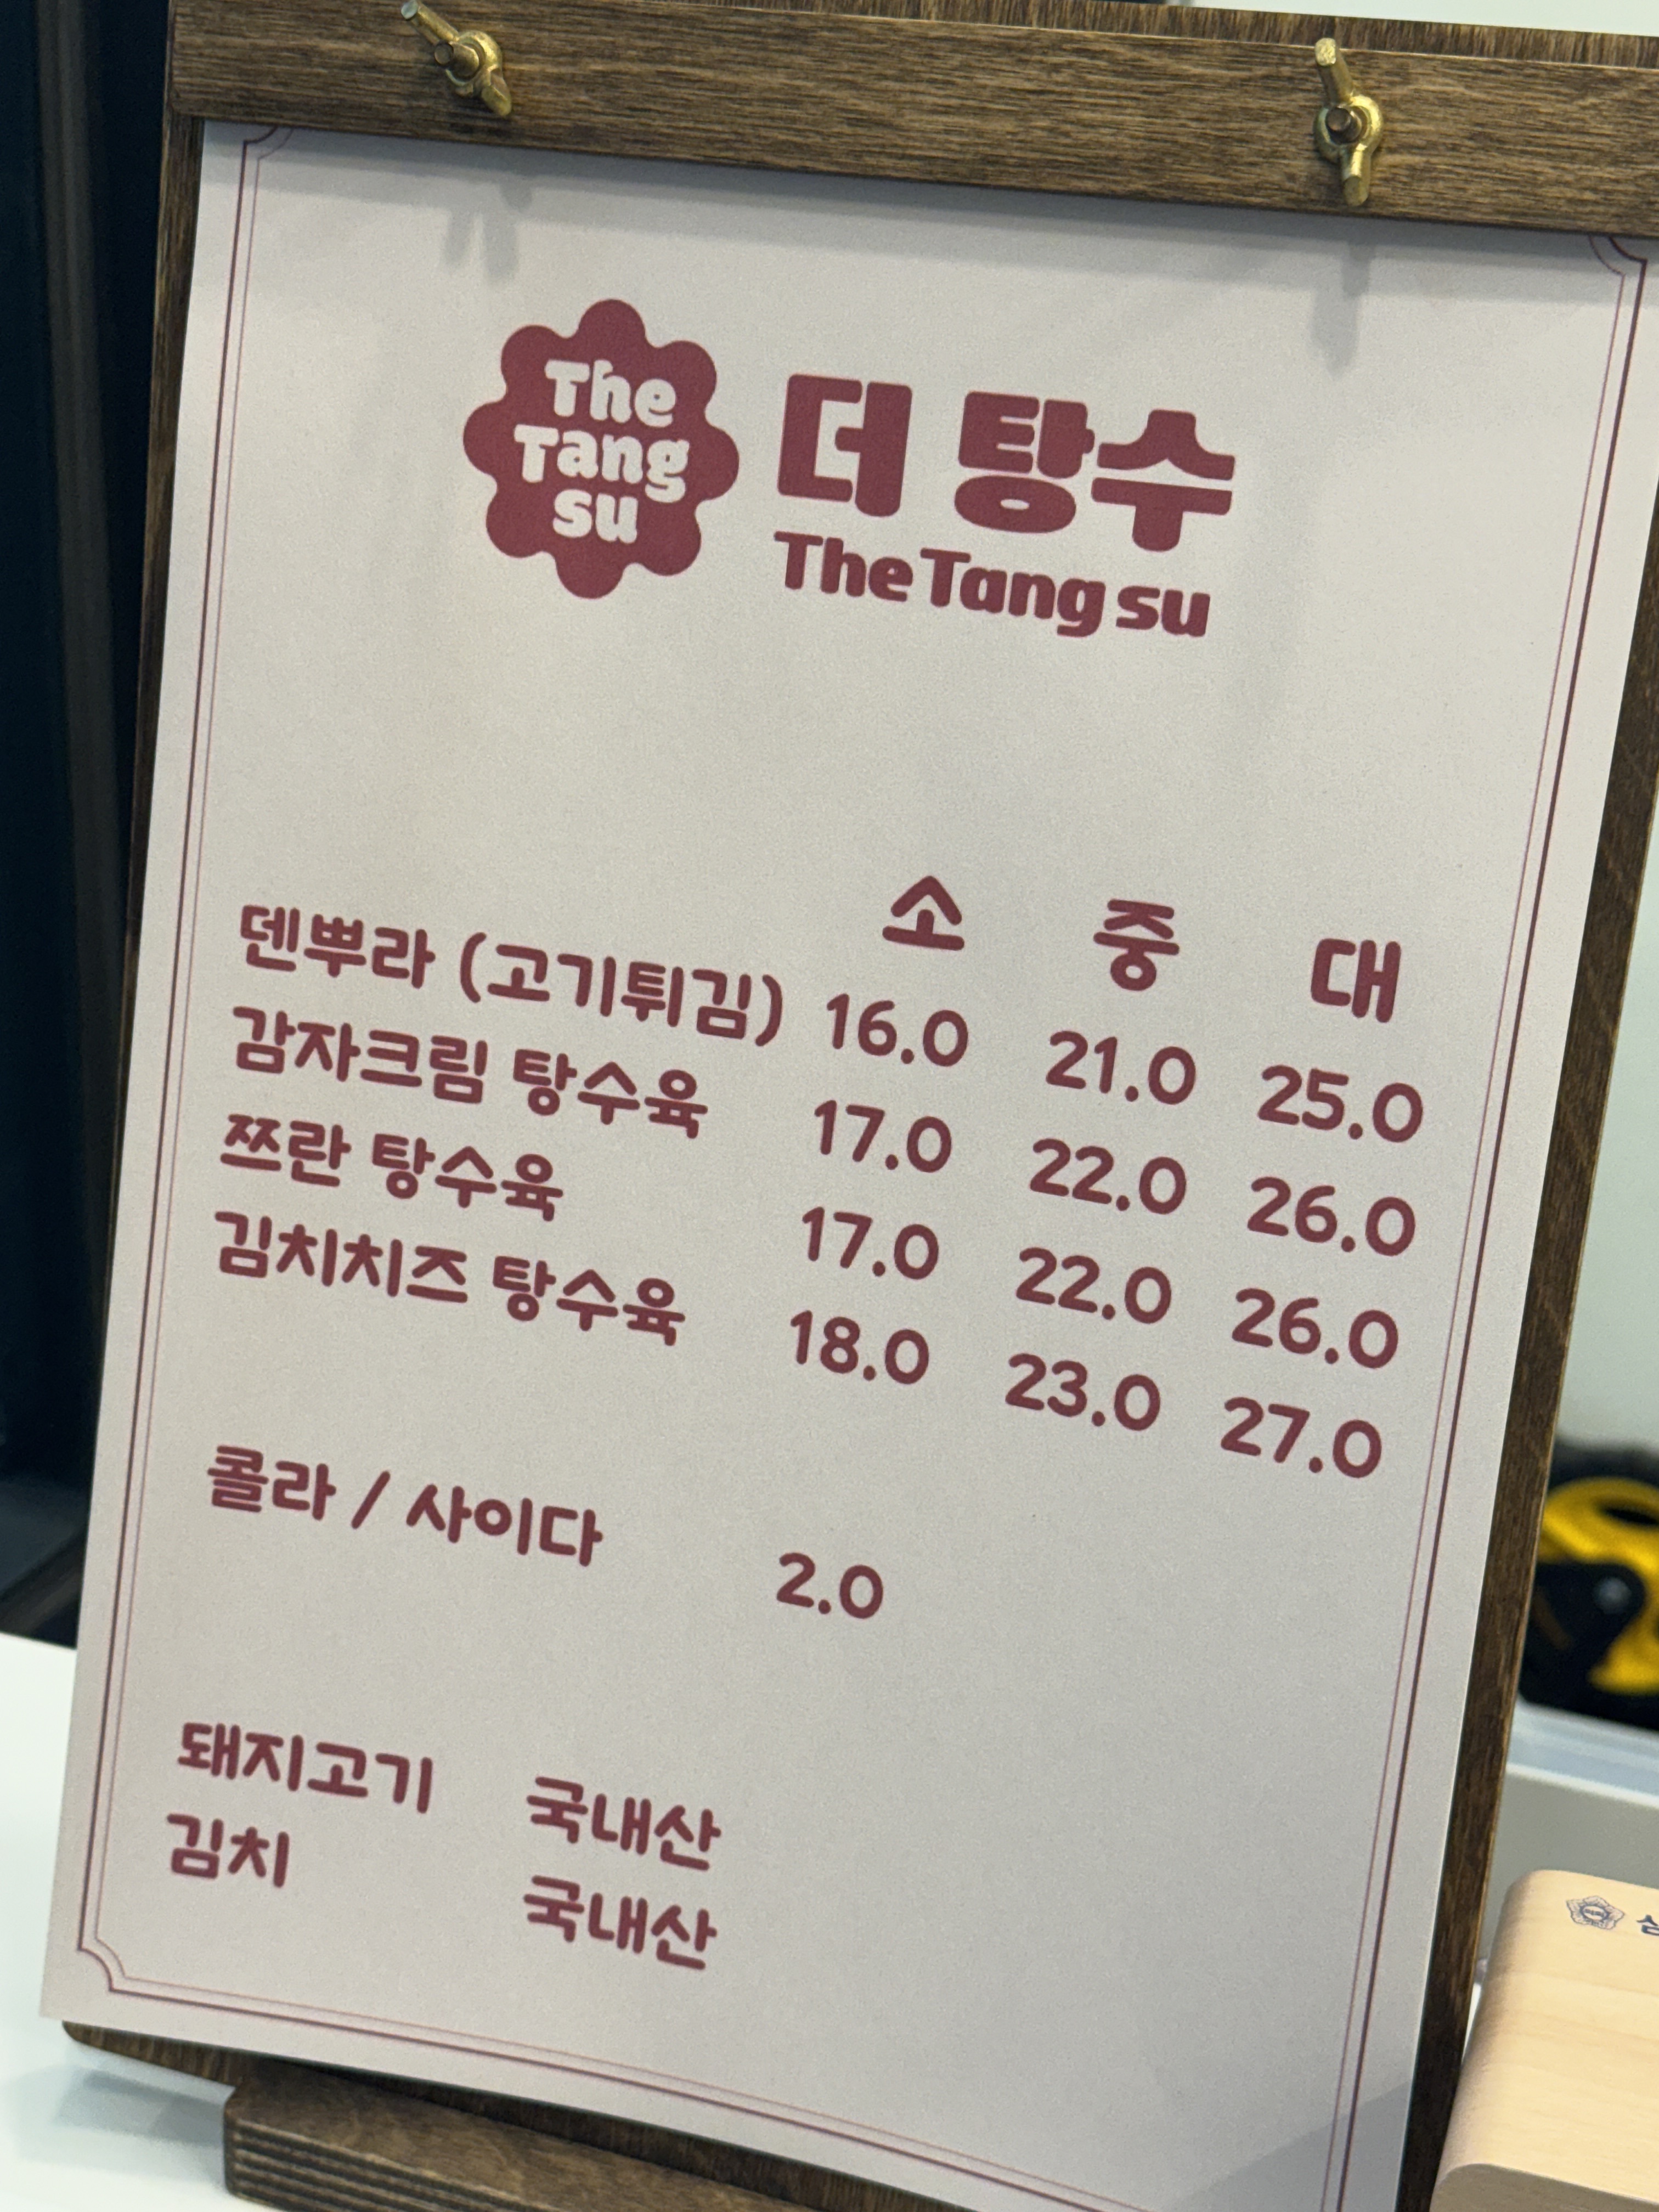 The
Tang
su
더 탕수
The Tang su
소 중 대
덴뿌라 (고기튀김) 16.0 21.0 25.0
감자크림 탕수육 17.0 22.0 26.0
쯔란 탕수육 17.0 22.0 26.0
김치치즈 탕수육 18.0 23.0 27.0
콜라 / 사이다 2.0
돼지고기 국내산
김치 국내산